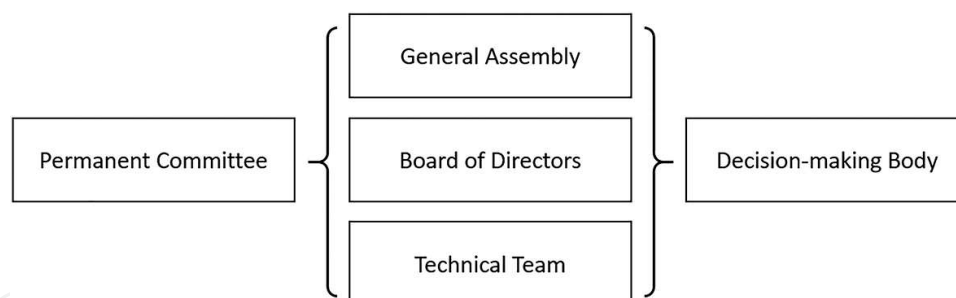 General Assembly
Permanent Committee
Board of Directors
Decision-making Body
Technical Team